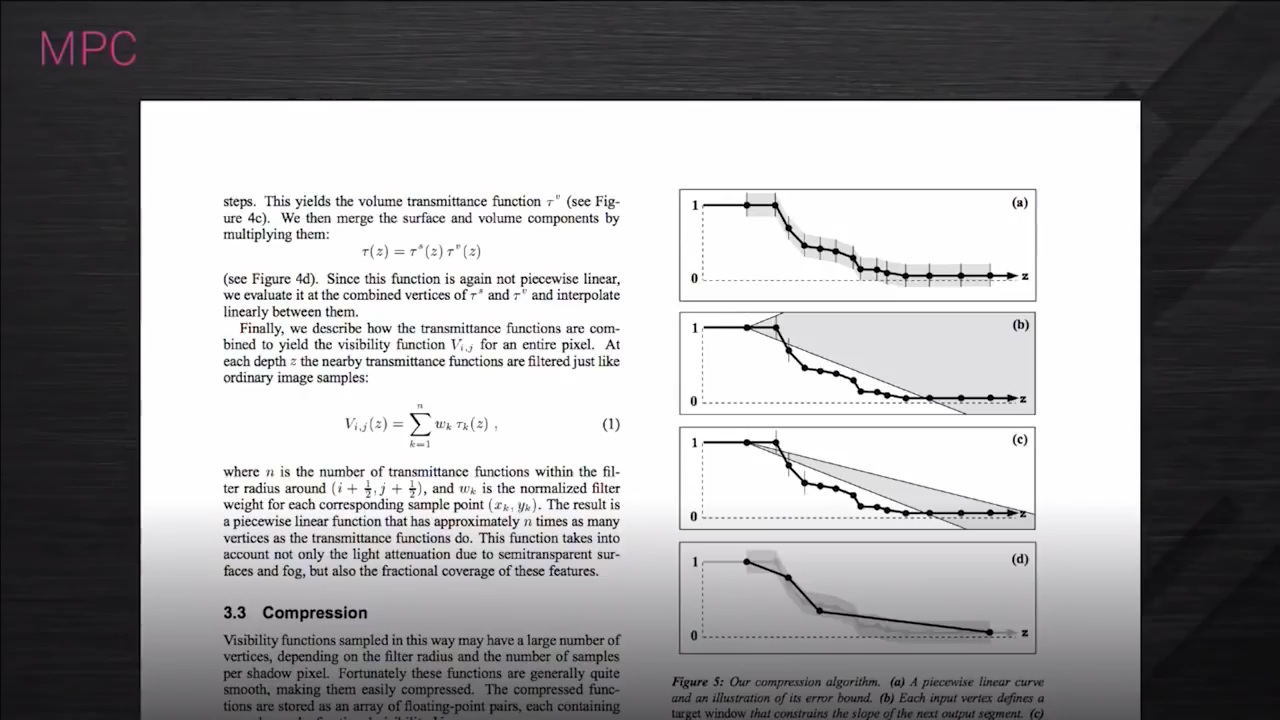 MPC
steps. This yields the volume transmittance function τᵛ (see Fig-
ure 4c). We then merge the surface and volume components by
multiplying them:
τ(z) = τˢ(z) τᵛ(z)
(see Figure 4d). Since this function is again not piecewise linear,
we evaluate it at the combined vertices of τˢ and τᵛ and interpolate
linearly between them.
Finally, we describe how the transmittance functions are com-
bined to yield the visibility function Vi,j for an entire pixel. At
each depth z the nearby transmittance functions are filtered just like
ordinary image samples:
Vi,j(z) = n∑k=1 wk τk(z) , (1)
where n is the number of transmittance functions within the fil-
ter radius around (i + 1/2, j + 1/2), and wk is the normalized filter
weight for each corresponding sample point (xk, yk). The result is
a piecewise linear function that has approximately n times as many
vertices as the transmittance functions do. This function takes into
account not only the light attenuation due to semitransparent sur-
faces and fog, but also the fractional coverage of these features.
3.3 Compression
Visibility functions sampled in this way may have a large number of
vertices, depending on the filter radius and the number of samples
per shadow pixel. Fortunately these functions are generally quite
smooth, making them easily compressed. The compressed func-
tions are stored as an array of floating-point pairs, each containing
1 (a)
0 z
1 (b)
0 z
1 (c)
0 z
1 (d)
0 z
Figure 5: Our compression algorithm. (a) A piecewise linear curve
and an illustration of its error bound. (b) Each input vertex defines a
target window that constrains the slope of the next output segment. (c)